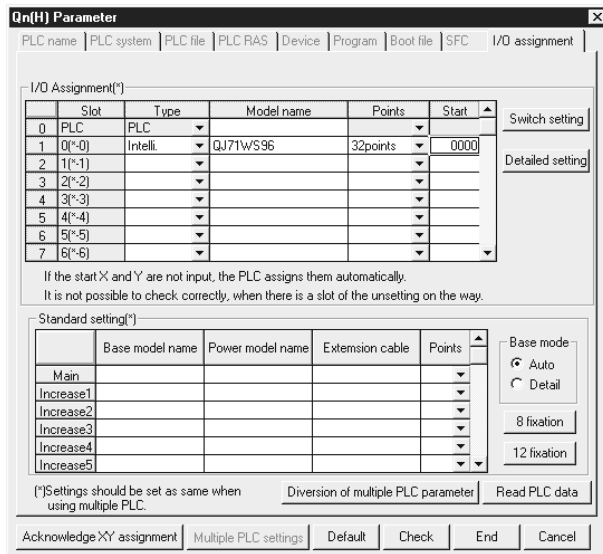 Qn(H) Parameter
PLC name PLC system PLC file PLC RAS Device Program Boot file SFC I/O assignment
I/O Assignment(*)
Slot Type Model name Points Start
0 PLC PLC
1 0(*-0) Intelli. QJ71WS96 32points 0000
2 1(*-1)
3 2(*-2)
4 3(*-3)
5 4(*-4)
6 5(*-5)
7 6(*-6)
Switch setting
Detailed setting
If the start X and Y are not input, the PLC assigns them automatically.
It is not possible to check correctly, when there is a slot of the unsetting on the way.
Standard setting(*)
Base model name Power model name Extension cable Points
Main
Increase1
Increase2
Increase3
Increase4
Increase5
Base mode
Auto
Detail
8 fixation
12 fixation
(*)Settings should be set as same when
using multiple PLC.
Diversion of multiple PLC parameter Read PLC data
Acknowledge XY assignment Multiple PLC settings Default Check End Cancel